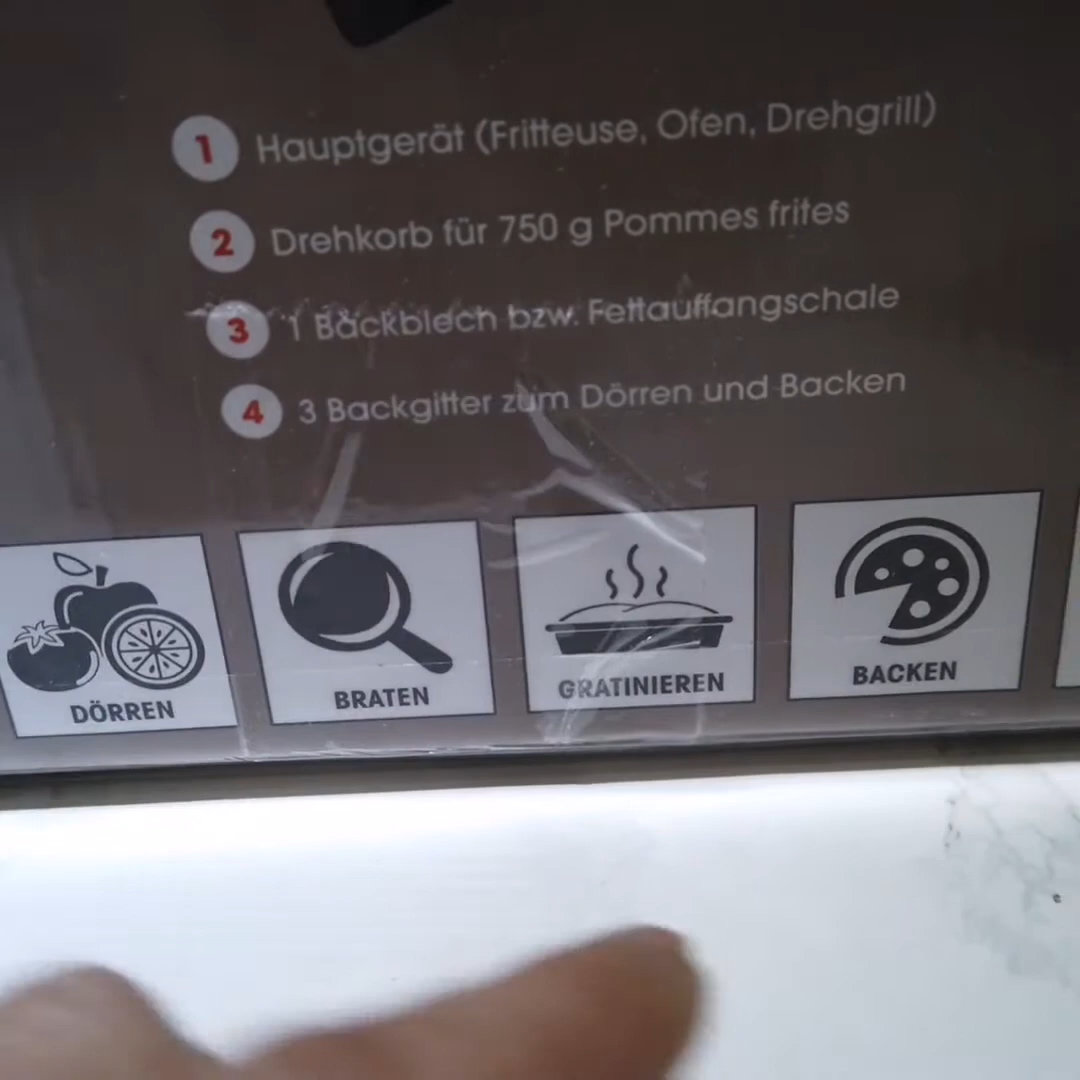 1 Hauptgerät (Fritteuse, Ofen, Drehgrill)
2 Drehkorb für 750 g Pommes frites
3 1 Backblech bzw. Fettauffangschale
4 3 Backgitter zum Dörren und Backen
DÖRREN BRATEN GRATINIEREN BACKEN